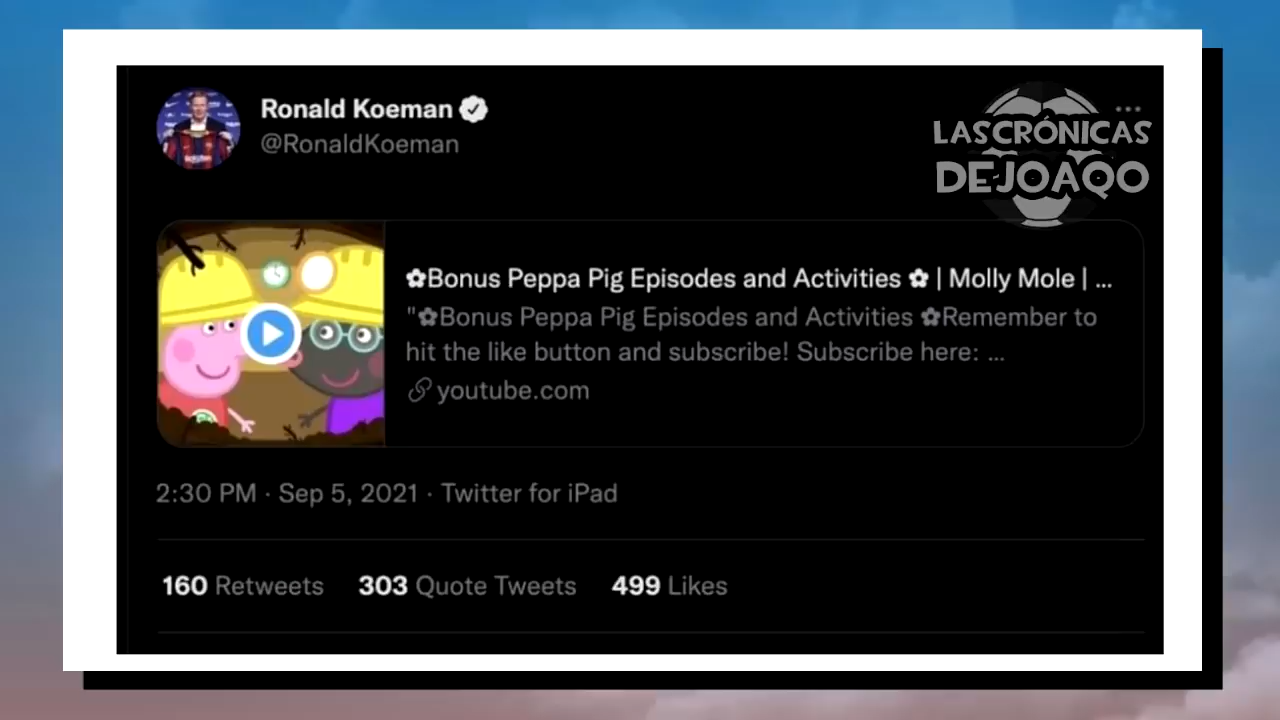 Ronald Koeman
@RonaldKoeman
LASCRÓNICAS
DEJOAQO
✿Bonus Peppa Pig Episodes and Activities ✿ | Molly Mole | ...
"✿Bonus Peppa Pig Episodes and Activities ✿Remember to
hit the like button and subscribe! Subscribe here: ...
youtube.com
2:30 PM · Sep 5, 2021 · Twitter for iPad
160 Retweets 303 Quote Tweets 499 Likes